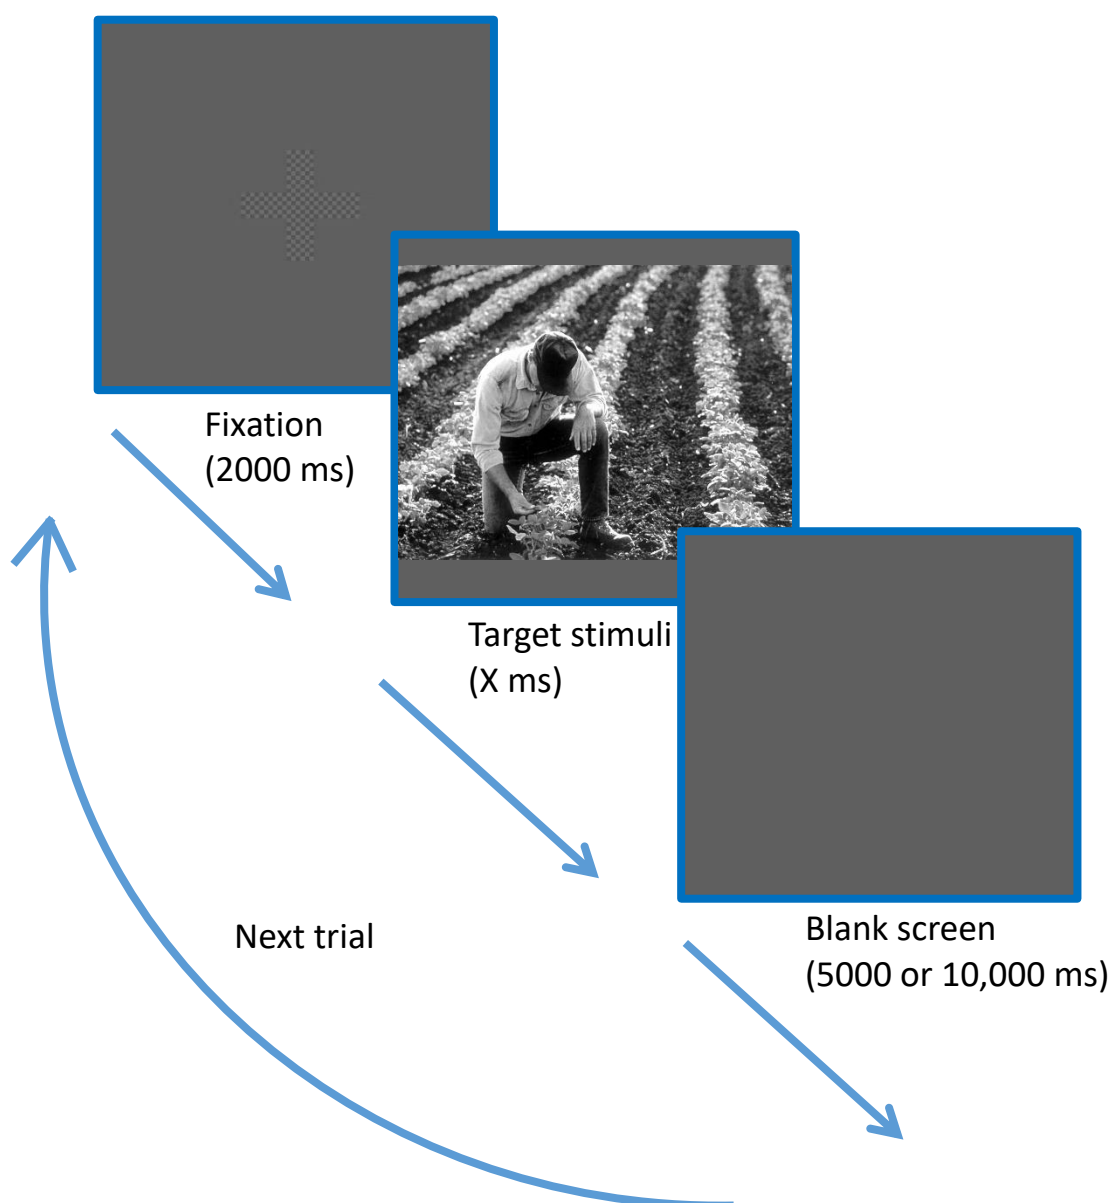 Fixation
(2000 ms)
Target stimuli
(X ms)
Blank screen
(5000 or 10,000 ms)
Next trial